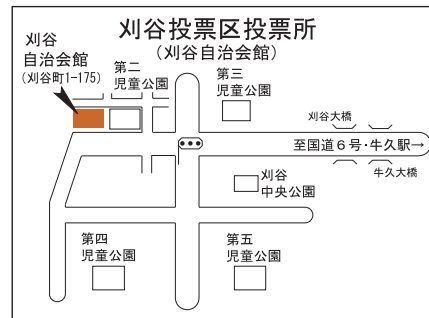 刈谷投票区投票所
(刈谷自治会館)
刈谷
自治会館
(刈谷町1-175)
第二
児童公園
第三
児童公園
刈谷大橋
至国道6号・牛久駅→
牛久大橋
刈谷
中央公園
第四
児童公園
第五
児童公園